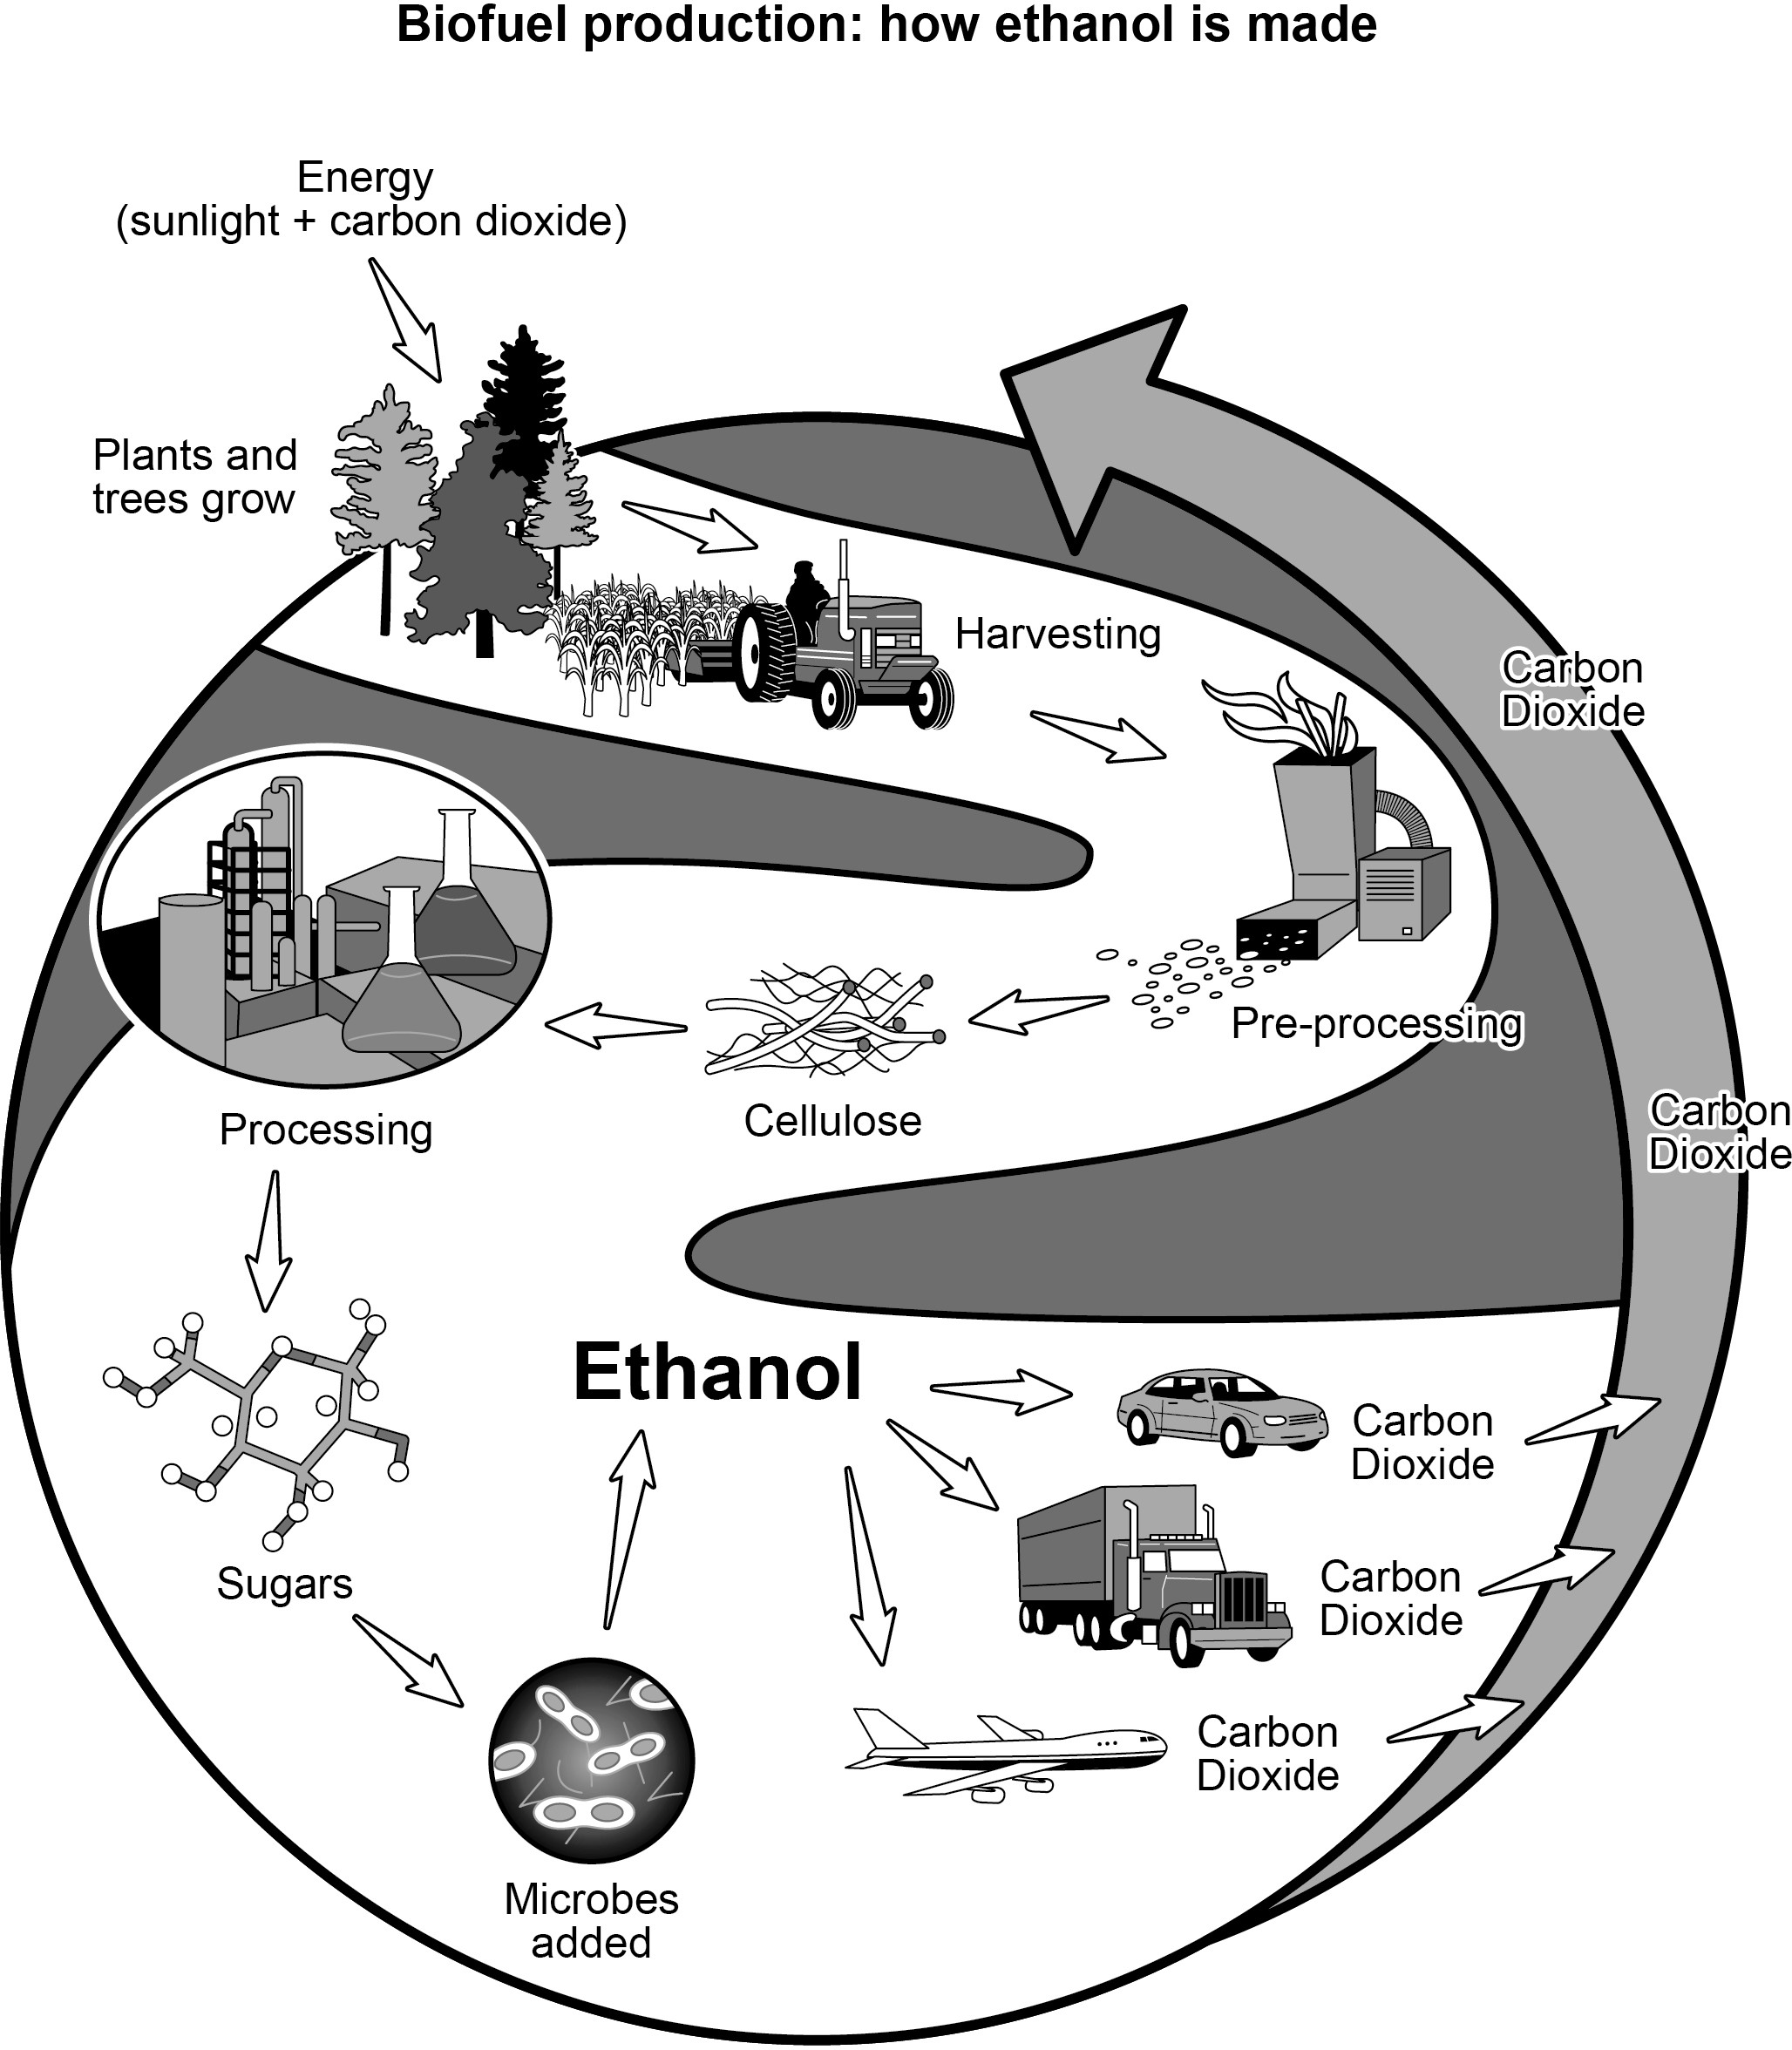 Biofuel production: how ethanol is made
Energy
(sunlight + carbon dioxide)
Plants and
trees grow
Harvesting
Carbon
Dioxide
Pre-processing
Cellulose
Processing
Carbon
Dioxide
Ethanol
Carbon
Dioxide
Sugars
Carbon
Dioxide
Carbon
Dioxide
Microbes
added